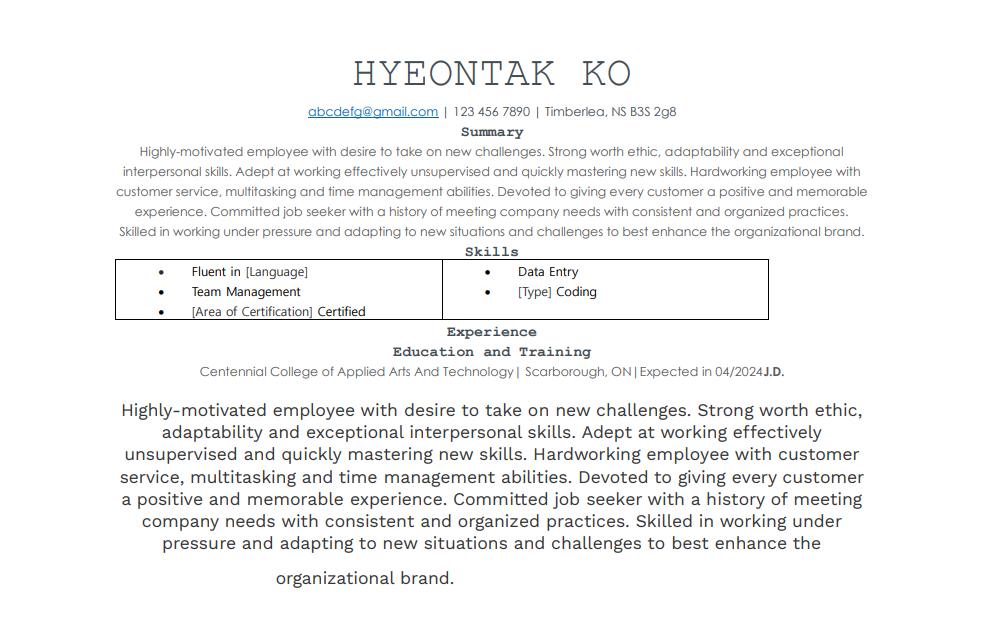 HYEONTAK KO
abcdefg@gmail.com | 123 456 7890 | Timberlea, NS B3S 2g8
Summary
Highly-motivated employee with desire to take on new challenges. Strong worth ethic, adaptability and exceptional
interpersonal skills. Adept at working effectively unsupervised and quickly mastering new skills. Hardworking employee with
customer service, multitasking and time management abilities. Devoted to giving every customer a positive and memorable
experience. Committed job seeker with a history of meeting company needs with consistent and organized practices.
Skilled in working under pressure and adapting to new situations and challenges to best enhance the organizational brand.
Skills
• Fluent in [Language]
• Team Management
• [Area of Certification] Certified
• Data Entry
• [Type] Coding
Experience
Education and Training
Centennial College of Applied Arts And Technology| Scarborough, ON|Expected in 04/2024J.D.
Highly-motivated employee with desire to take on new challenges. Strong worth ethic,
adaptability and exceptional interpersonal skills. Adept at working effectively
unsupervised and quickly mastering new skills. Hardworking employee with customer
service, multitasking and time management abilities. Devoted to giving every customer
a positive and memorable experience. Committed job seeker with a history of meeting
company needs with consistent and organized practices. Skilled in working under
pressure and adapting to new situations and challenges to best enhance the
organizational brand.